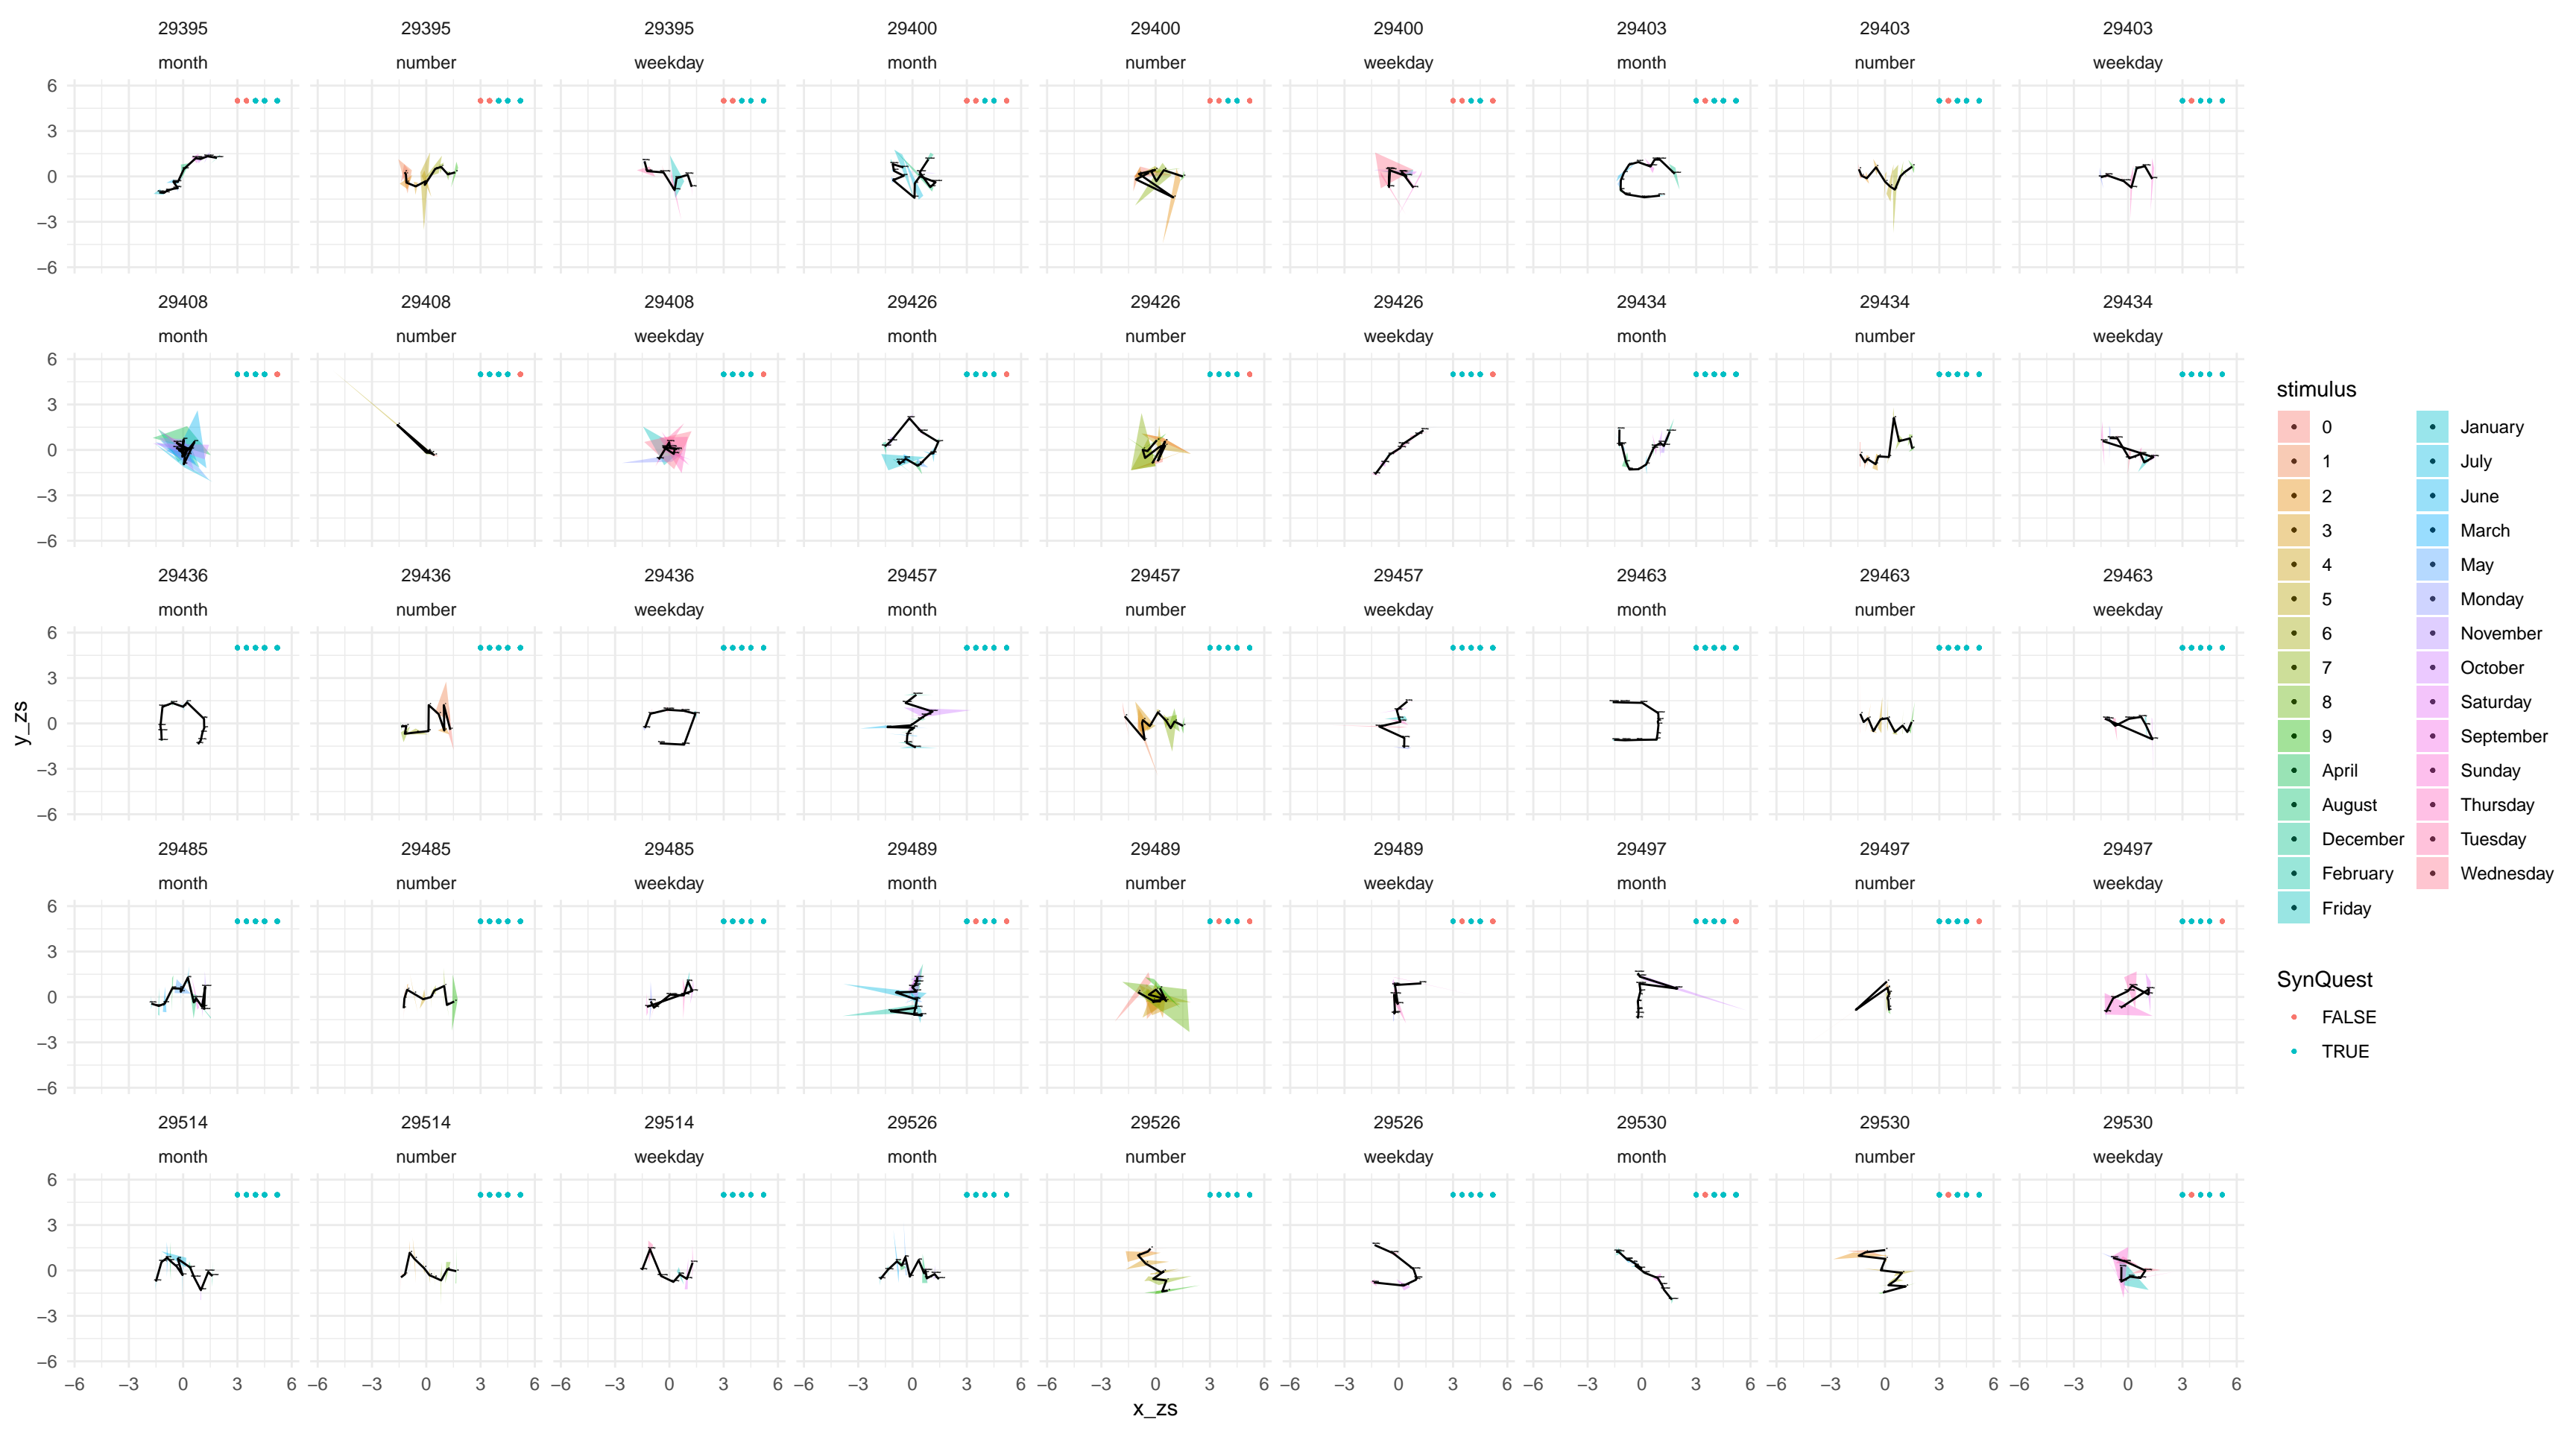 29395 29395 29395 29400 29400 29400 29403 29403 29403
month number weekday month number weekday month number weekday
6
3
0
−3
−6
29408 29408 29408 29426 29426 29426 29434 29434 29434
month number weekday month number weekday month number weekday
6
3
0
−3
−6
29436 29436 29436 29457 29457 29457 29463 29463 29463
month number weekday month number weekday month number weekday
6
3
0
−3
−6
29485 29485 29485 29489 29489 29489 29497 29497 29497
month number weekday month number weekday month number weekday
6
3
0
−3
−6
29514 29514 29514 29526 29526 29526 29530 29530 29530
month number weekday month number weekday month number weekday
6
3
0
−3
−6
−6 −3 0 3 6 −6 −3 0 3 6 −6 −3 0 3 6 −6 −3 0 3 6 −6 −3 0 3 6 −6 −3 0 3 6 −6 −3 0 3 6 −6 −3 0 3 6 −6 −3 0 3 6
x_zs
y_zs
stimulus
0
1
2
3
4
5
6
7
8
9
April
August
December
February
Friday
January
July
June
March
May
Monday
November
October
Saturday
September
Sunday
Thursday
Tuesday
Wednesday
SynQuest
FALSE
TRUE